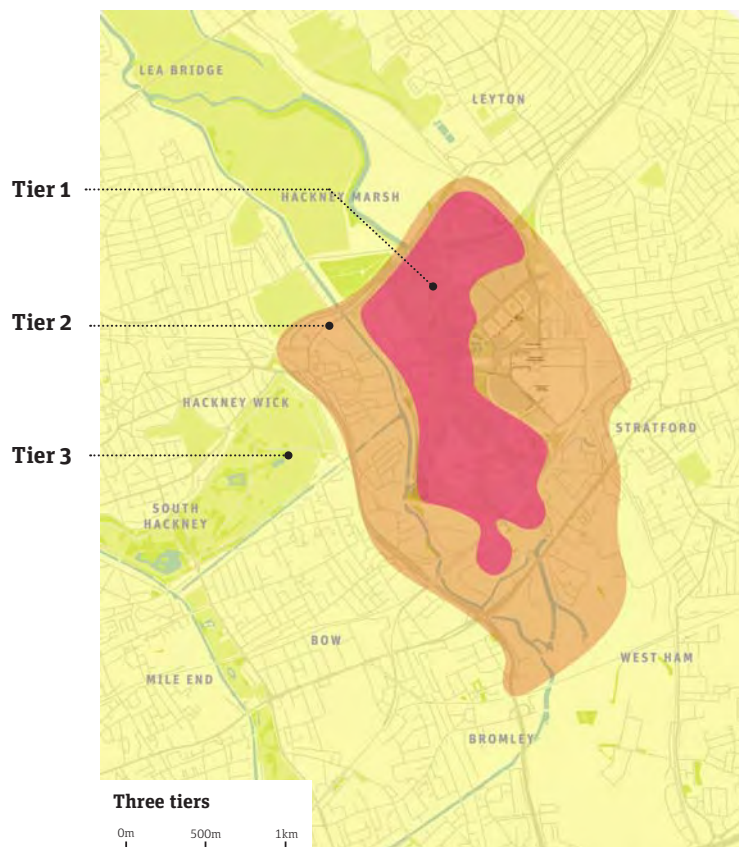 LEA BRIDGE
LEYTON
Tier 1
HACKNEY MARSH
Tier 2
HACKNEY WICK
STRATFORD
Tier 3
SOUTH
HACKNEY
BOW
WEST HAM
MILE END
BROMLEY
Three tiers
0m 500m 1km